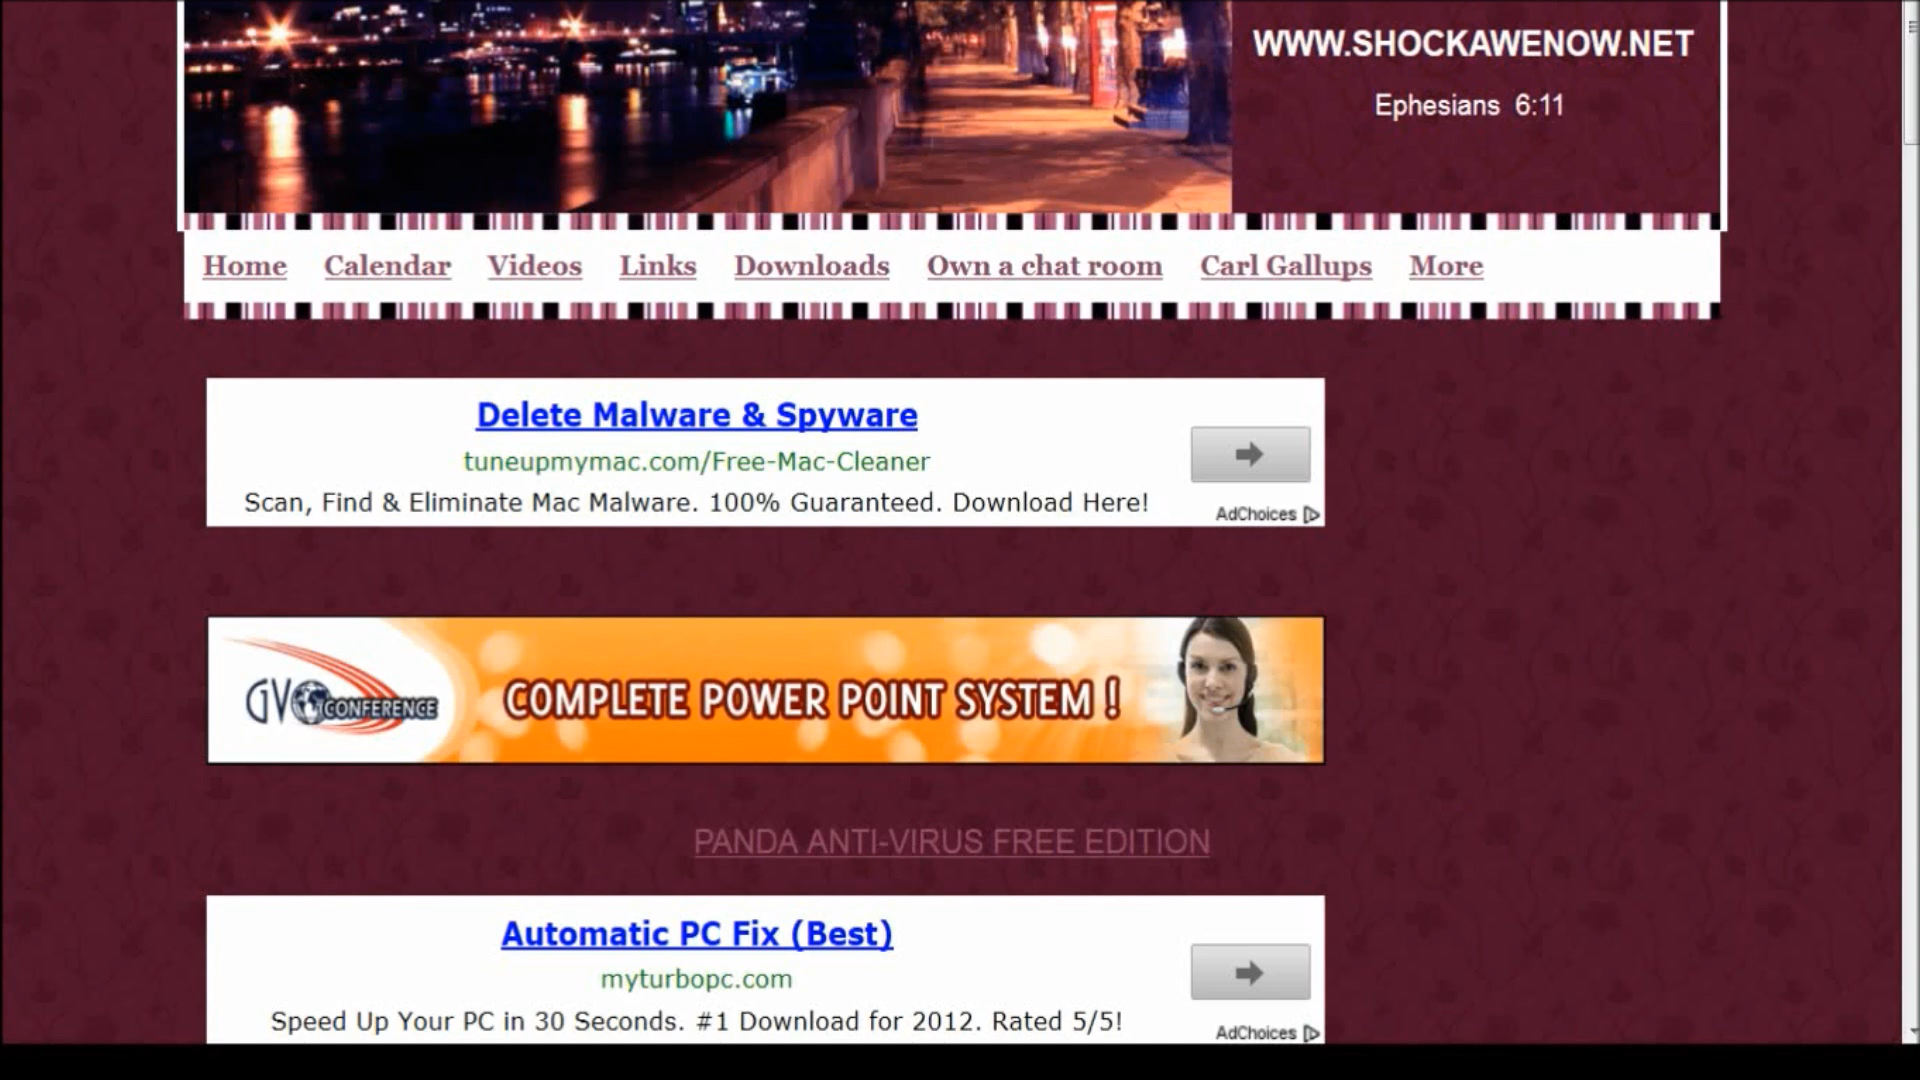 WWW.SHOCKAWENOW.NET
Ephesians 6:11
Home Calendar Videos Links Downloads Own a chat room Carl Gallups More
Delete Malware & Spyware
tuneupmymac.com/Free-Mac-Cleaner
Scan, Find & Eliminate Mac Malware. 100% Guaranteed. Download Here!
AdChoices
GVO CONFERENCE
COMPLETE POWER POINT SYSTEM !
PANDA ANTI-VIRUS FREE EDITION
Automatic PC Fix (Best)
myturbopc.com
Speed Up Your PC in 30 Seconds. #1 Download for 2012. Rated 5/5!
AdChoices